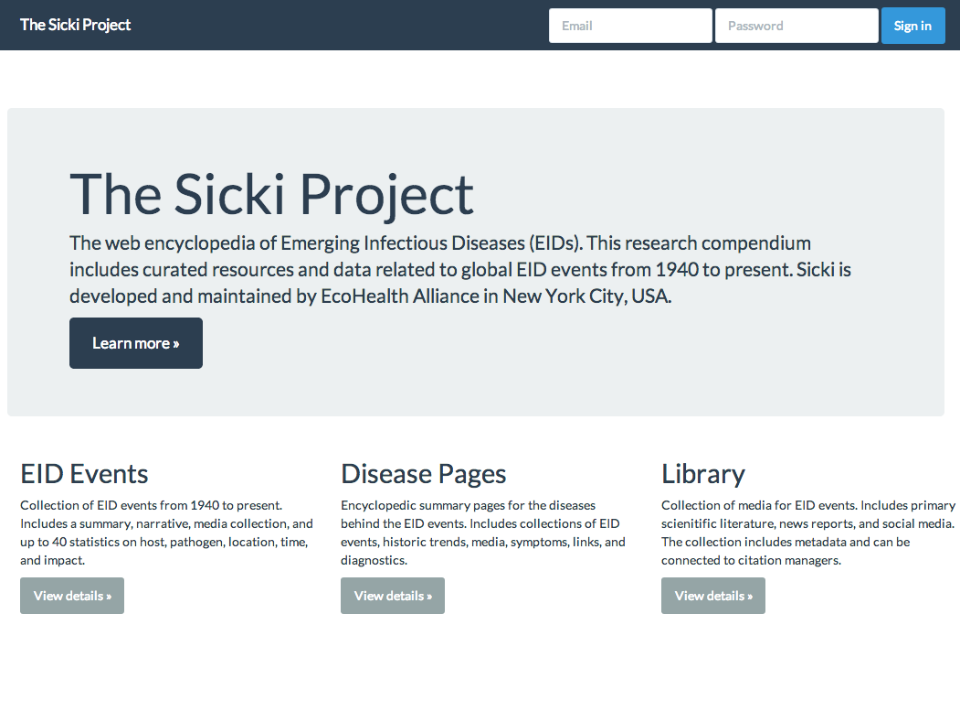 The Sicki Project
Email
Password
Sign in
The Sicki Project
The web encyclopedia of Emerging Infectious Diseases (EIDs). This research compendium
includes curated resources and data related to global EID events from 1940 to present. Sicki is
developed and maintained by EcoHealth Alliance in New York City, USA.
Learn more »
EID Events
Collection of EID events from 1940 to present.
Includes a summary, narrative, media collection, and
up to 40 statistics on host, pathogen, location, time,
and impact.
View details »
Disease Pages
Encyclopedic summary pages for the diseases
behind the EID events. Includes collections of EID
events, historic trends, media, symptoms, links, and
diagnostics.
View details »
Library
Collection of media for EID events. Includes primary
scienitific literature, news reports, and social media.
The collection includes metadata and can be
connected to citation managers.
View details »